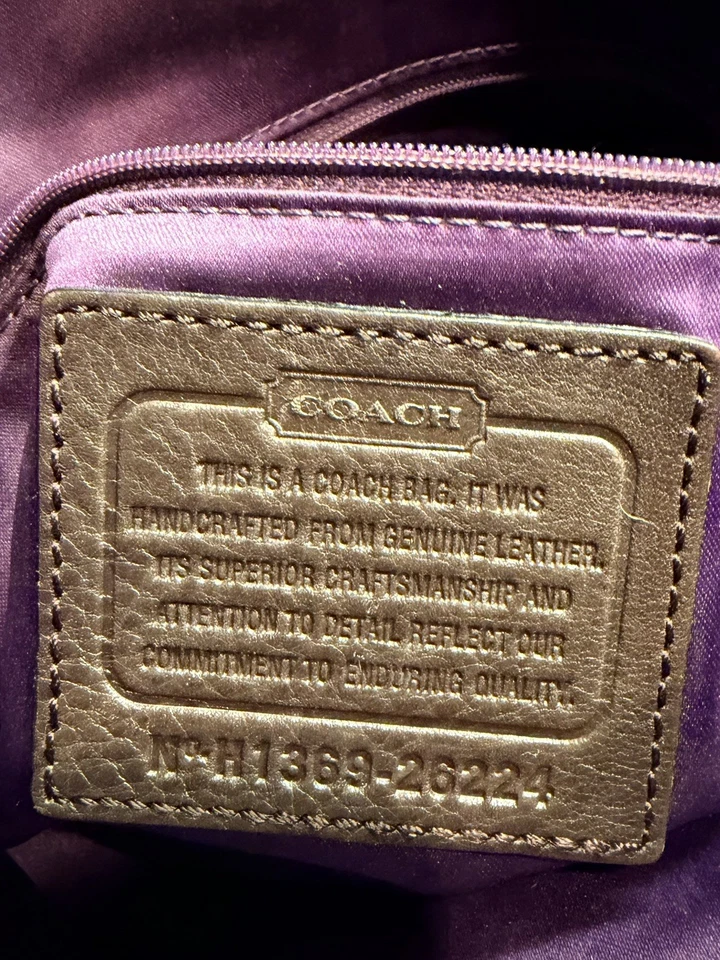 COACH
THIS IS A COACH BAG. IT WAS
HANDCRAFTED FROM GENUINE LEATHER.
ITS SUPERIOR CRAFTSMANSHIP AND
ATTENTION TO DETAIL REFLECT OUR
COMMITMENT TO ENDURING QUALITY.
Nº-H1369-26224